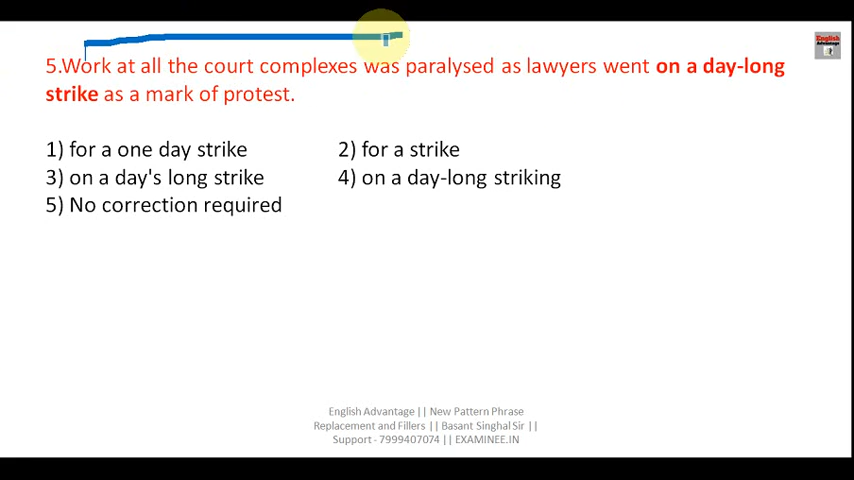 English
Advantage
5.Work at all the court complexes was paralysed as lawyers went on a day-long
strike as a mark of protest.
1) for a one day strike 2) for a strike
3) on a day's long strike 4) on a day-long striking
5) No correction required
English Advantage || New Pattern Phrase
Replacement and Fillers || Basant Singhal Sir ||
Support - 7999407074 || EXAMINEE.IN